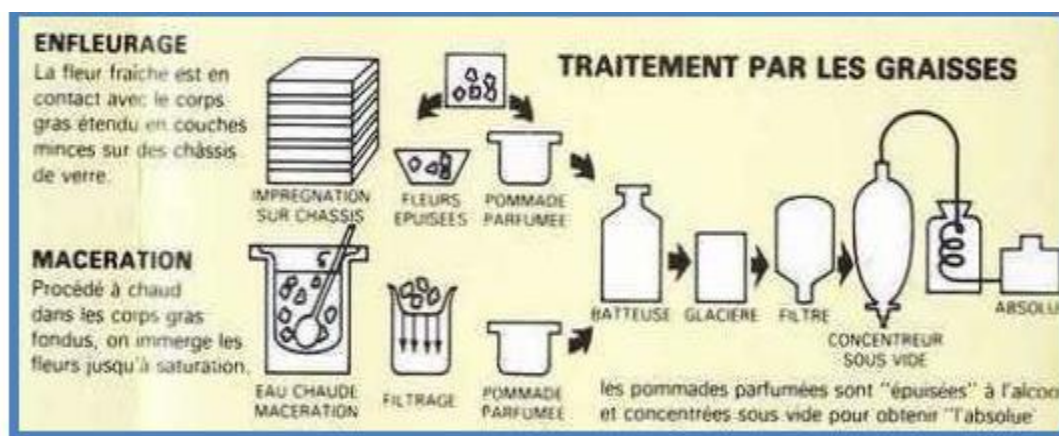 ENFLEURAGE
La fleur fraîche est en
contact avec le corps
gras étendu en couches
minces sur des châssis
de verre.
TRAITEMENT PAR LES GRAISSES
IMPREGNATION
SUR CHASSIS
FLEURS
EPUISEES
POMMADE
PARFUMEE
MACERATION
Procédé à chaud
dans les corps gras
fondus, on immerge les
fleurs jusqu'à saturation.
EAU CHAUDE
MACERATION
FILTRAGE
POMMADE
PARFUMEE
BATTEUSE
GLACIERE
FILTRE
CONCENTREUR
SOUS VIDE
ABSOLU
les pommades parfumées sont "épuisées" à l'alcoo
et concentrées sous vide pour obtenir "l'absolue